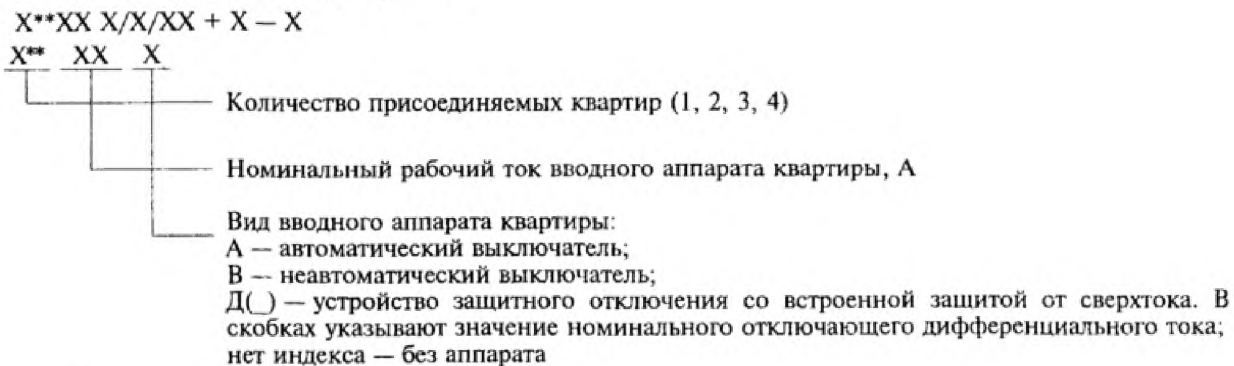 X**XX X/X/XX + X — X
X** XX X
Количество присоединяемых квартир (1, 2, 3, 4)
Номинальный рабочий ток вводного аппарата квартиры, А
Вид вводного аппарата квартиры:
А — автоматический выключатель;
В — неавтоматический выключатель;
Д(_) — устройство защитного отключения со встроенной защитой от сверхтока. В
скобках указывают значение номинального отключающего дифференциального тока;
нет индекса — без аппарата